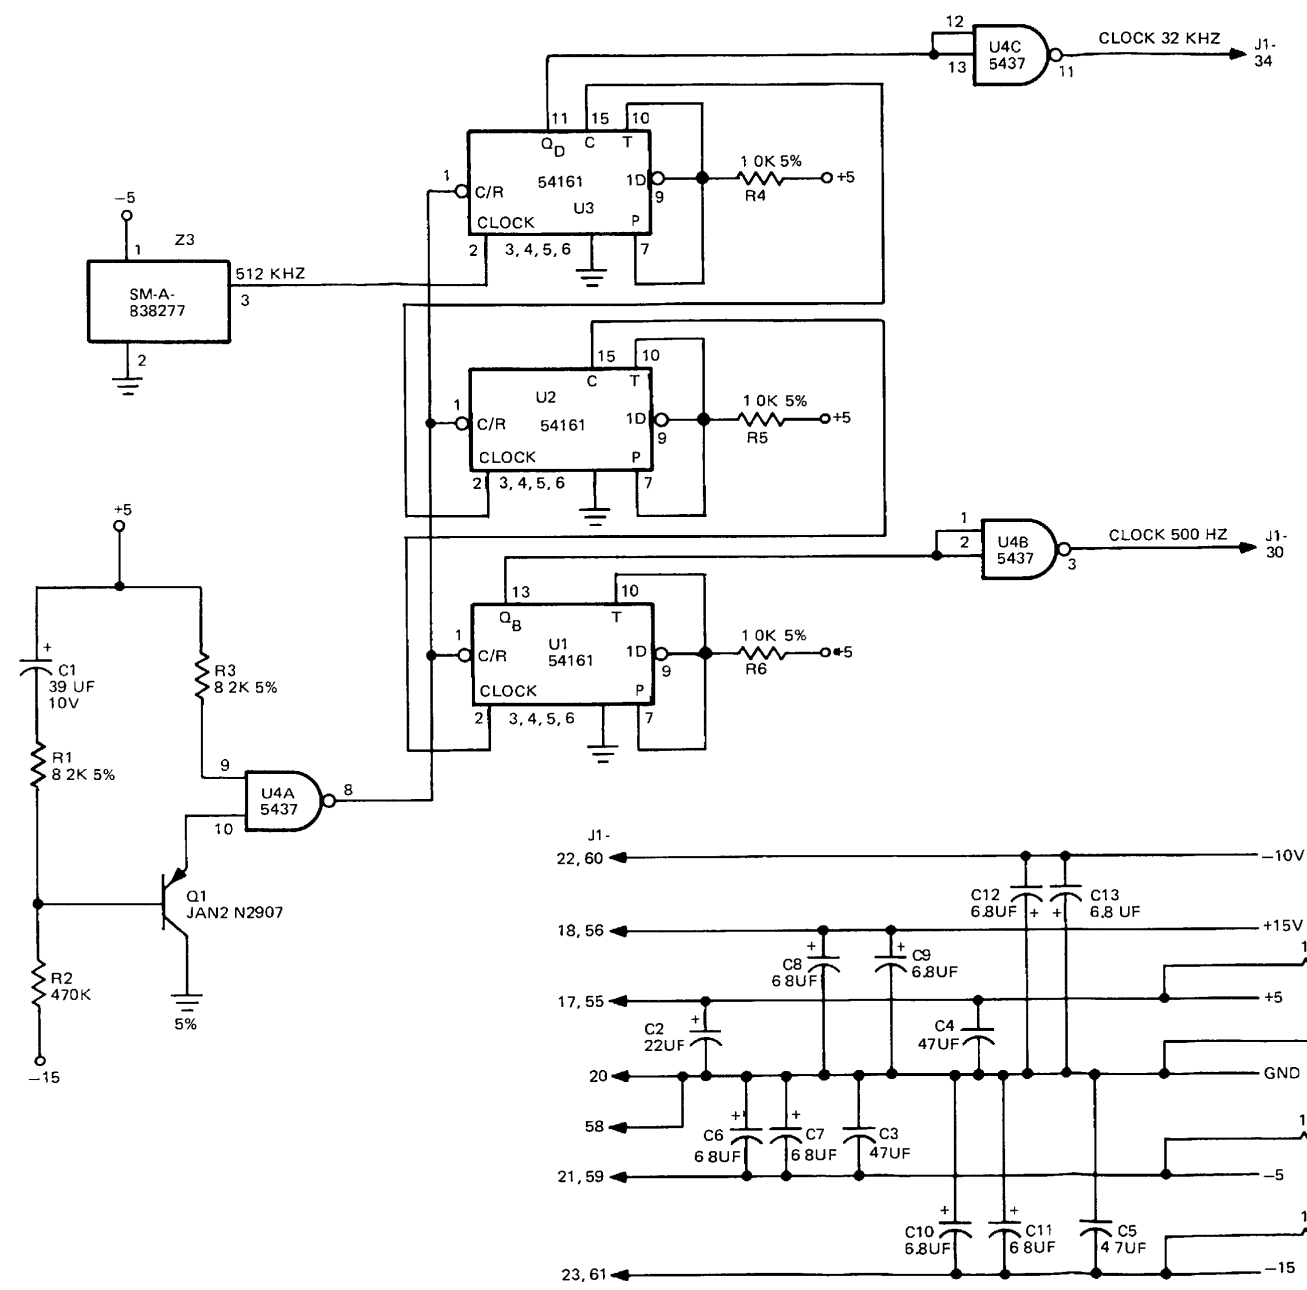 12
U4C
5437
13
11
CLOCK 32 KHZ
J1-
34
11
15
10
QD
C
T
1 0K 5%
1
C/R
54161
1D
9
R4
+5
U3
P
CLOCK
2
3, 4, 5, 6
7
−5
1
Z3
SM-A-
838277
512 KHZ
3
2
15
10
C
T
1 0K 5%
U2
1
C/R
54161
1D
9
R5
+5
CLOCK
P
2
3, 4, 5, 6
7
+5
1
2
U4B
5437
3
CLOCK 500 HZ
J1-
30
13
10
QB
T
1 0K 5%
1
C/R
U1
54161
1D
9
R6
+5
CLOCK
P
2
3, 4, 5, 6
7
+
C1
39 UF
10V
R3
8 2K 5%
R1
8 2K 5%
9
U4A
5437
8
10
Q1
JAN2 N2907
R2
470K
5%
−15
J1-
22, 60
−10V
C12
6.8UF
+
C13
6.8 UF
+
18, 56
+15V
+
C8
6 8UF
+
C9
6.8UF
1
17, 55
+5
+
C2
22UF
C4
47UF
20
GND
58
+
C6
6 8UF
+
C7
6 8UF
C3
47UF
1
21, 59
−5
+
C10
6.8UF
+
C11
6 8UF
C5
4 7UF
1
23, 61
−15